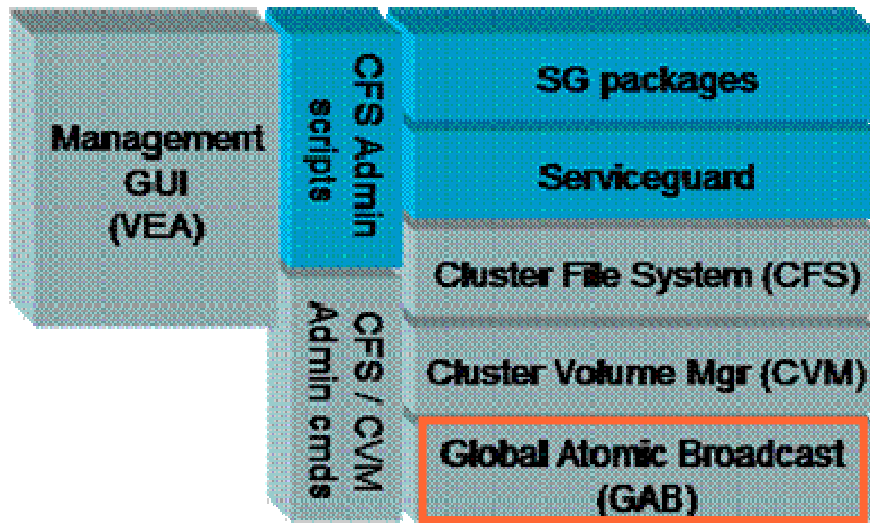 Management
GUI
(VEA)
CFS Admin
scripts
CFS / CVM
Admin cmds
SG packages
Serviceguard
Cluster File System (CFS)
Cluster Volume Mgr (CVM)
Global Atomic Broadcast
(GAB)